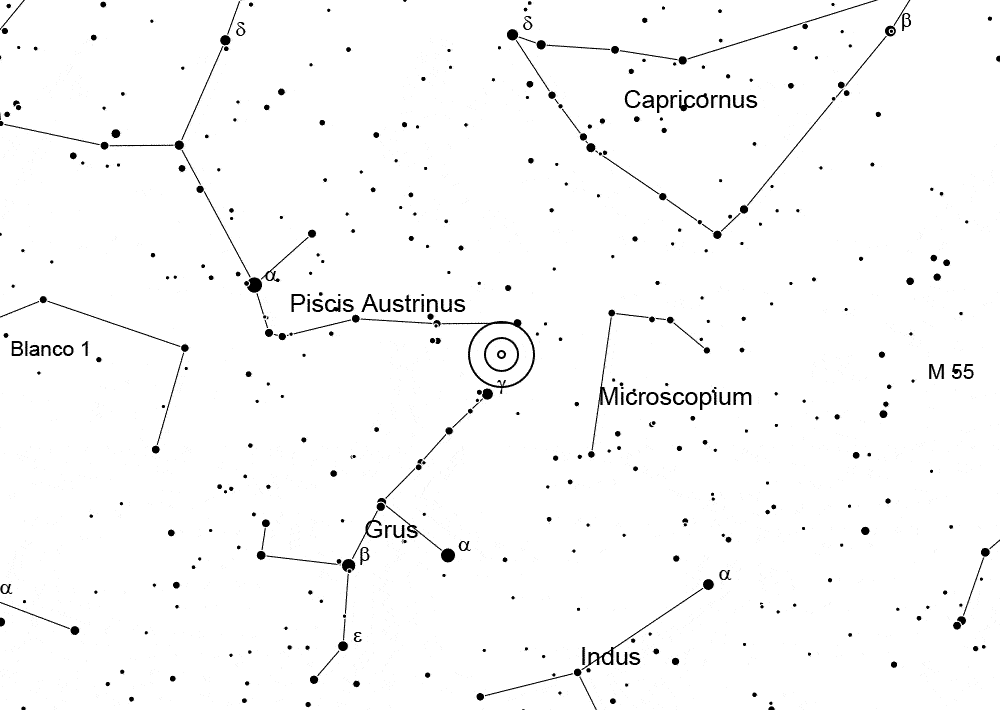 δ
δ
β
Capricornus
α
Piscis Austrinus
Blanco 1
M 55
γ
Microscopium
Grus
α
β
α
α
ε
Indus